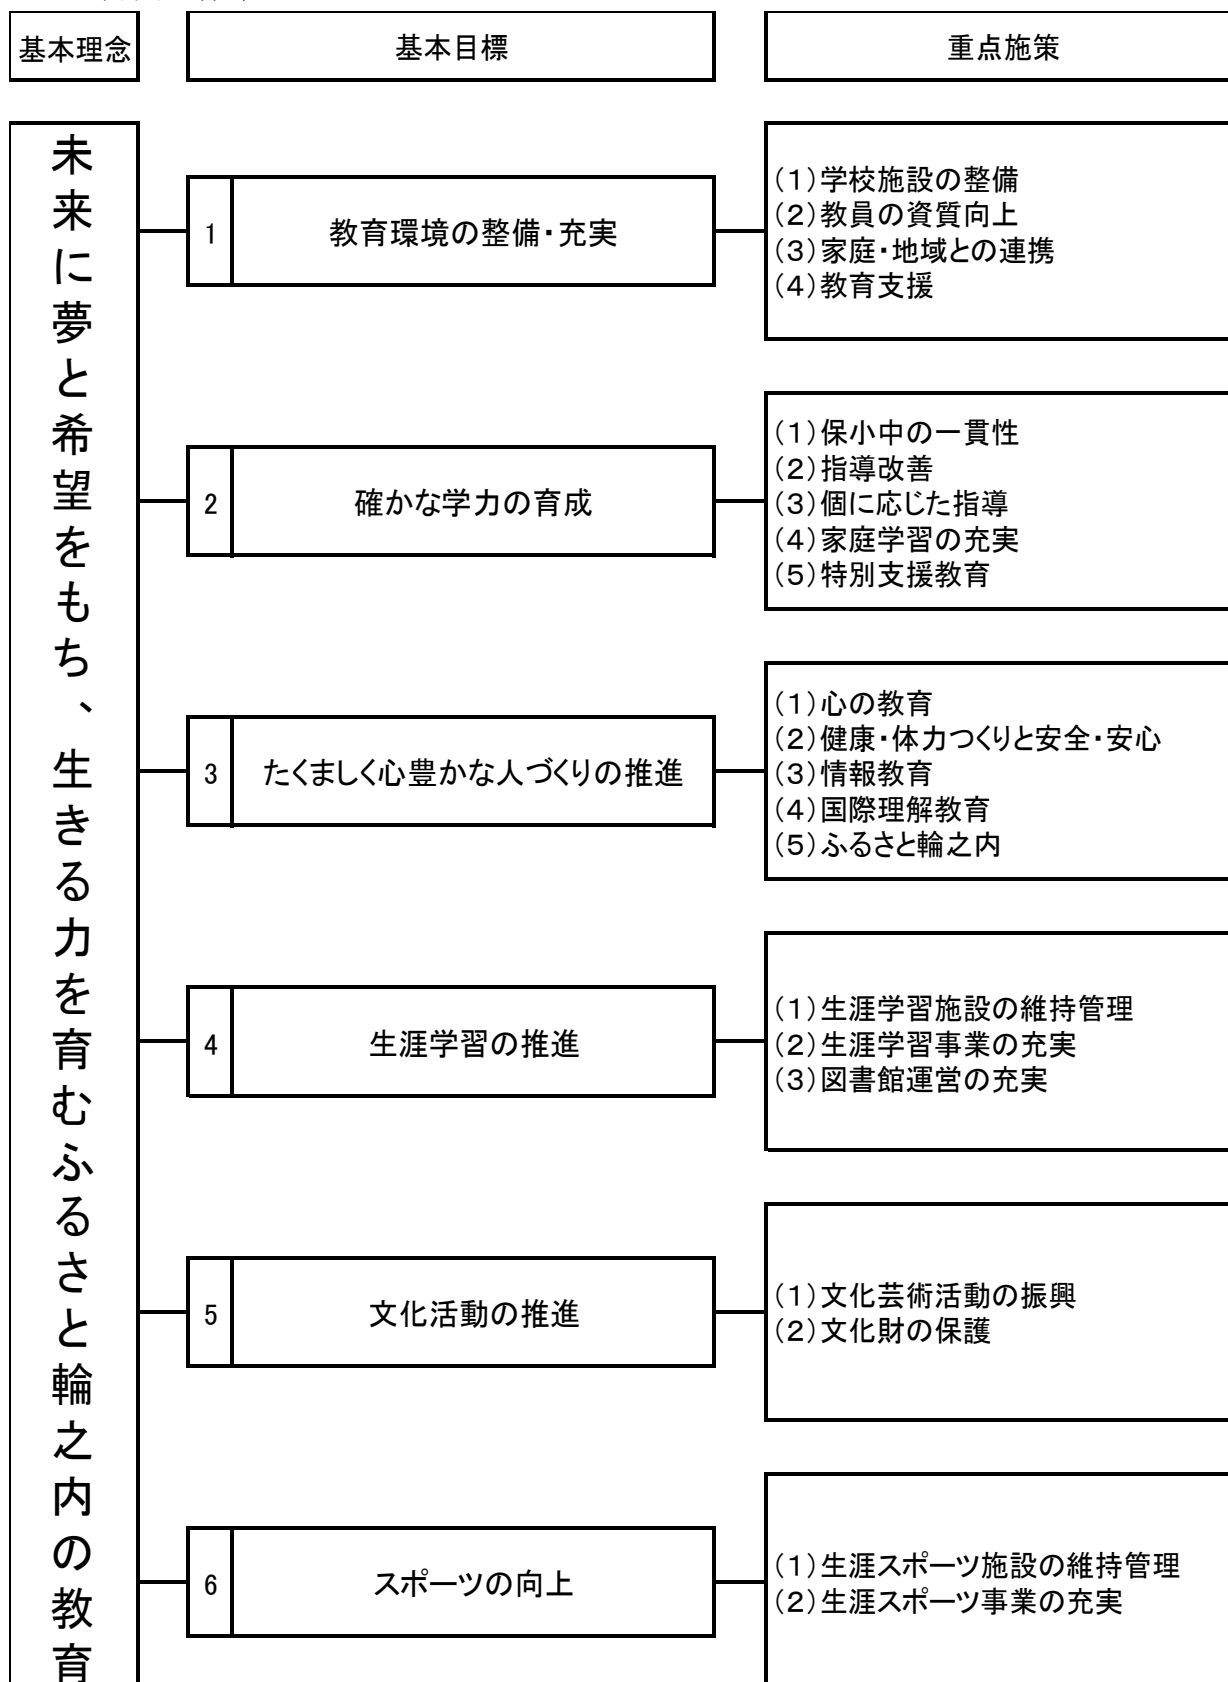 基本理念
基本目標
重点施策
未来に夢と希望をもち、生きる力を育むふるさと輪之内の教育
1
教育環境の整備・充実
(1)学校施設の整備
(2)教員の資質向上
(3)家庭・地域との連携
(4)教育支援
2
確かな学力の育成
(1)保小中の一貫性
(2)指導改善
(3)個に応じた指導
(4)家庭学習の充実
(5)特別支援教育
3
たくましく心豊かな人づくりの推進
(1)心の教育
(2)健康・体力つくりと安全・安心
(3)情報教育
(4)国際理解教育
(5)ふるさと輪之内
4
生涯学習の推進
(1)生涯学習施設の維持管理
(2)生涯学習事業の充実
(3)図書館運営の充実
5
文化活動の推進
(1)文化芸術活動の振興
(2)文化財の保護
6
スポーツの向上
(1)生涯スポーツ施設の維持管理
(2)生涯スポーツ事業の充実